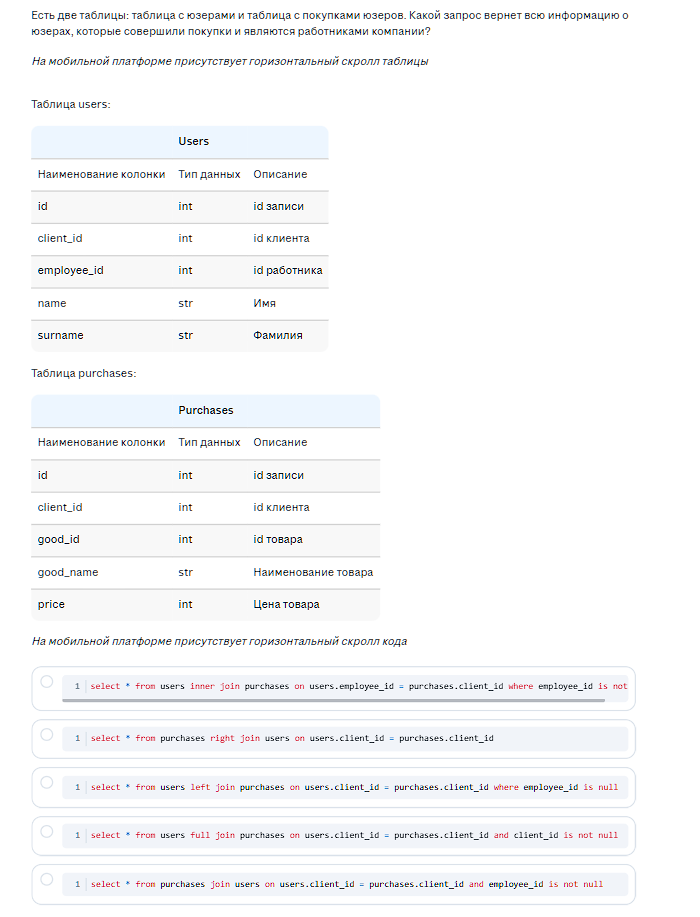 Есть две таблицы: таблица с юзерами и таблица с покупками юзеров. Какой запрос вернет всю информацию о
юзерах, которые совершили покупки и являются работниками компании?
На мобильной платформе присутствует горизонтальный скролл таблицы
Таблица users:
Users
Наименование колонки Тип данных Описание
id int id записи
client_id int id клиента
employee_id int id работника
name str Имя
surname str Фамилия
Таблица purchases:
Purchases
Наименование колонки Тип данных Описание
id int id записи
client_id int id клиента
good_id int id товара
good_name str Наименование товара
price int Цена товара
На мобильной платформе присутствует горизонтальный скролл кода
1 select * from users inner join purchases on users.employee_id = purchases.client_id where employee_id is not
1 select * from purchases right join users on users.client_id = purchases.client_id
1 select * from users left join purchases on users.client_id = purchases.client_id where employee_id is null
1 select * from users full join purchases on users.client_id = purchases.client_id and client_id is not null
1 select * from purchases join users on users.client_id = purchases.client_id and employee_id is not null